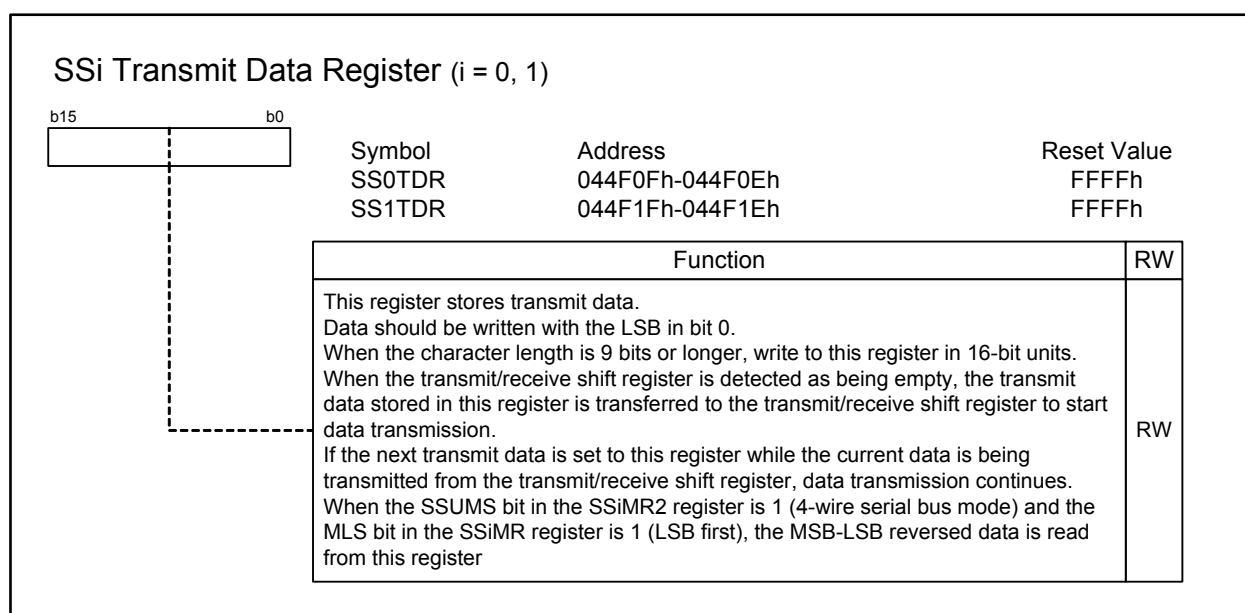 SSi Transmit Data Register (i = 0, 1)
b15 b0
Symbol Address Reset Value
SS0TDR 044F0Fh-044F0Eh FFFFh
SS1TDR 044F1Fh-044F1Eh FFFFh
Function RW
This register stores transmit data.
Data should be written with the LSB in bit 0.
When the character length is 9 bits or longer, write to this register in 16-bit units.
When the transmit/receive shift register is detected as being empty, the transmit
data stored in this register is transferred to the transmit/receive shift register to start
data transmission.
If the next transmit data is set to this register while the current data is being
transmitted from the transmit/receive shift register, data transmission continues.
When the SSUMS bit in the SSiMR2 register is 1 (4-wire serial bus mode) and the
MLS bit in the SSiMR register is 1 (LSB first), the MSB-LSB reversed data is read
from this register
RW